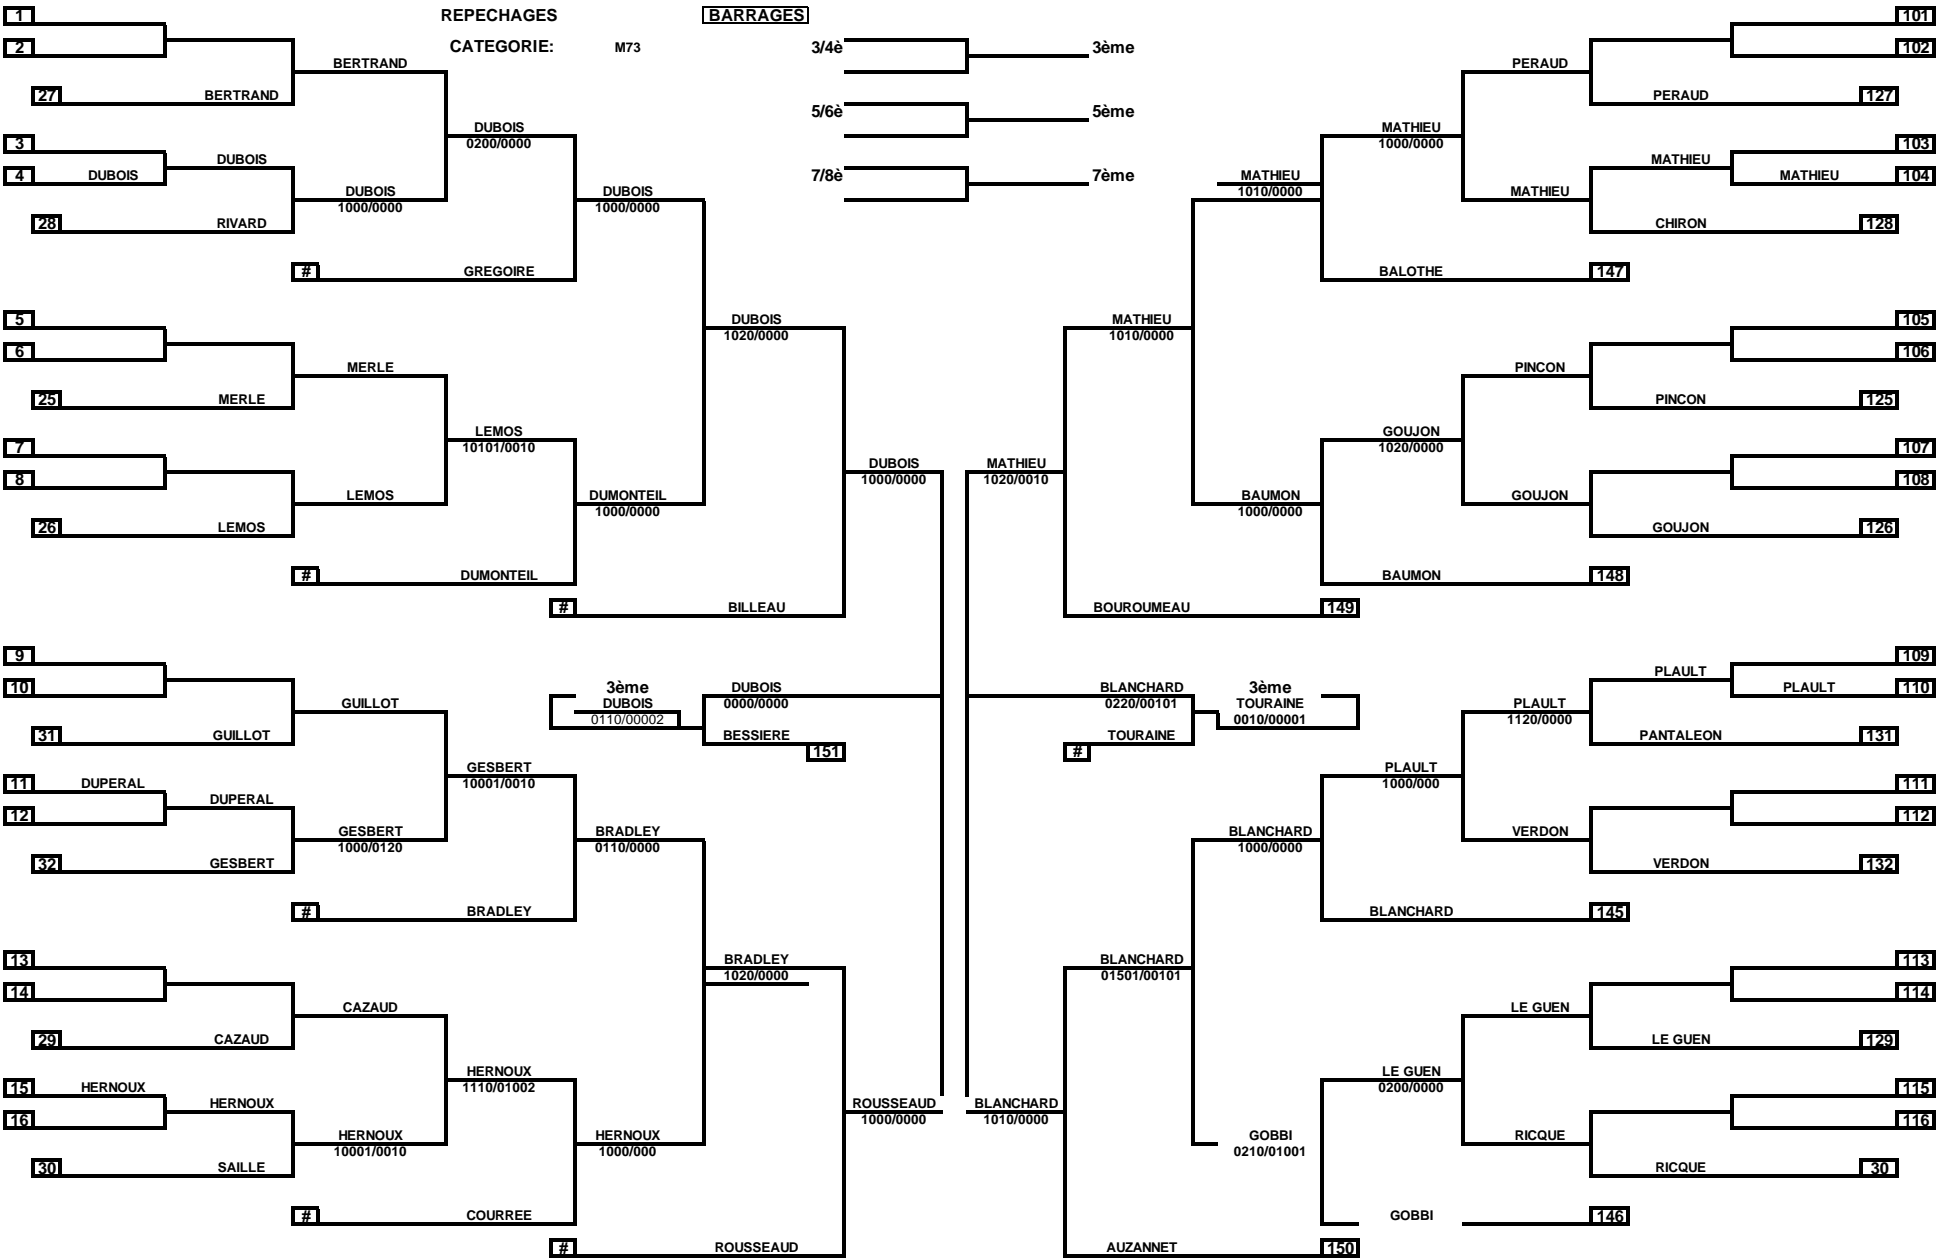 1 REPECHAGES BARRAGES 101
2 CATEGORIE: M73 3/4è 3ème 102
BERTRAND PERAUD
27 BERTRAND PERAUD 127
5/6è 5ème
DUBOIS MATHIEU
3 0200/0000 1000/0000 103
DUBOIS MATHIEU
4 DUBOIS 7/8è 7ème MATHIEU MATHIEU 104
DUBOIS DUBOIS 1010/0000 MATHIEU
1000/0000 1000/0000
28 RIVARD CHIRON 128
# GREGOIRE BALOTHE 147
5 DUBOIS MATHIEU 105
1020/0000 1010/0000
6 106
MERLE PINCON
25 MERLE PINCON 125
LEMOS GOUJON
7 10101/0010 1020/0000 107
DUBOIS MATHIEU
8 1000/0000 1020/0010 108
LEMOS DUMONTEIL BAUMON GOUJON
1000/0000 1000/0000
26 LEMOS GOUJON 126
# DUMONTEIL BAUMON 148
# BILLEAU BOUROUMEAU 149
9 109
PLAULT
10 3ème DUBOIS BLANCHARD 3ème PLAULT 110
GUILLOT DUBOIS 0000/0000 0220/00101 TOURAINE PLAULT
0110/00002 0010/00001 1120/0000
31 GUILLOT BESSIERE TOURAINE PANTALEON 131
151 #
GESBERT PLAULT
11 DUPERAL 10001/0010 1000/000 111
DUPERAL
12 112
GESBERT BRADLEY BLANCHARD VERDON
1000/0120 0110/0000 1000/0000
32 GESBERT VERDON 132
# BRADLEY BLANCHARD 145
13 BRADLEY BLANCHARD 113
1020/0000 01501/00101
14 114
CAZAUD LE GUEN
29 CAZAUD LE GUEN 129
HERNOUX LE GUEN
15 HERNOUX 1110/01002 0200/0000 115
HERNOUX ROUSSEAUD BLANCHARD
16 1000/0000 1010/0000 116
HERNOUX HERNOUX GOBBI RICQUE
10001/0010 1000/000 0210/01001
30 SAILLE RICQUE 30
# COURREE GOBBI 146
# ROUSSEAUD AUZANNET 150